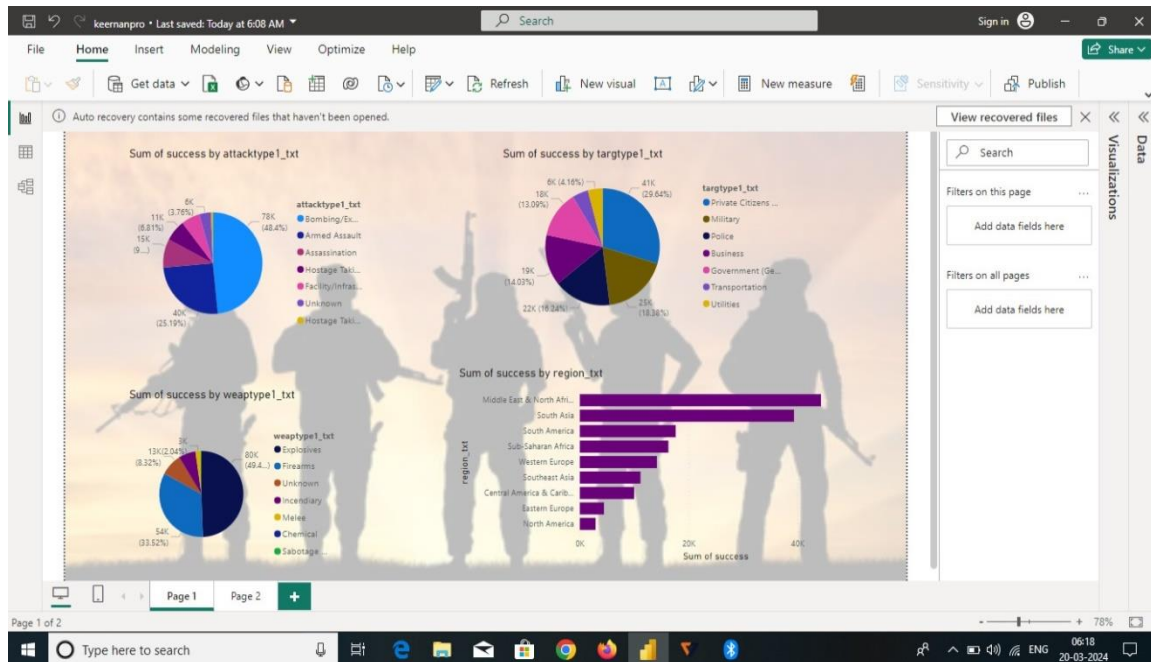 keernanpro • Last saved: Today at 6:08 AM
Search
Sign in
File Home Insert Modeling View Optimize Help
Share
Get data
Refresh
New visual
New measure
Sensitivity
Publish
Auto recovery contains some recovered files that haven't been opened.
View recovered files
Sum of success by attacktype1_txt
6K
(3.76%)
11K
(6.81%)
15K
(9...)
78K
(48.4%)
40K
(25.19%)
attacktype1_txt
Bombing/Ex...
Armed Assault
Assassination
Hostage Taki...
Facility/Infras...
Unknown
Hostage Taki...
Sum of success by targtype1_txt
6K (4.16%)
18K
(13.09%)
41K
(29.64%)
19K
(14.03%)
22K (16.24%)
25K
(18.38%)
targtype1_txt
Private Citizens ...
Military
Police
Business
Government (Ge...
Transportation
Utilities
Sum of success by weaptype1_txt
3K
13K(2.04%)
(8.32%)
80K
(49.4...)
54K
(33.52%)
weaptype1_txt
Explosives
Firearms
Unknown
Incendiary
Melee
Chemical
Sabotage ...
Sum of success by region_txt
region_txt
Middle East & North Afri...
South Asia
South America
Sub-Saharan Africa
Western Europe
Southeast Asia
Central America & Carib...
Eastern Europe
North America
0K 20K 40K
Sum of success
Search
Filters on this page ...
Add data fields here
Filters on all pages ...
Add data fields here
Visualizations
Data
Page 1 Page 2 +
Page 1 of 2
- + 78%
Type here to search
ENG
06:18
20-03-2024